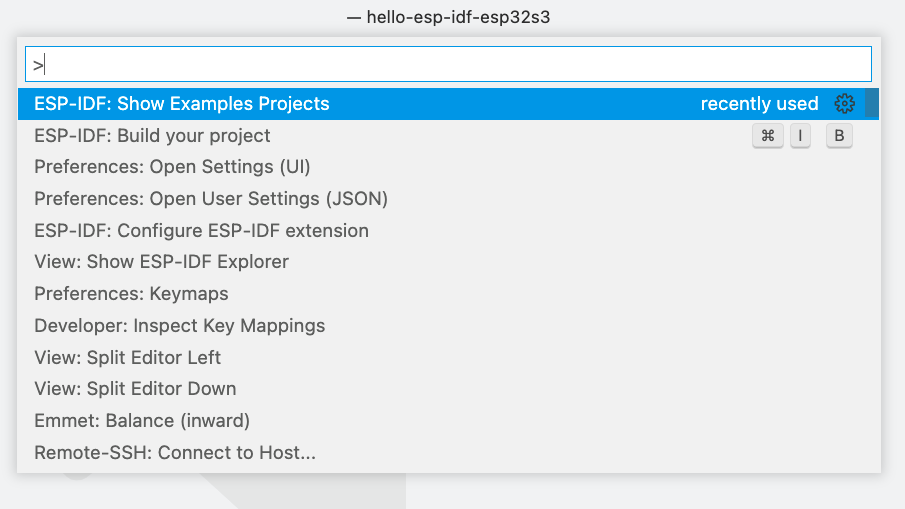 — hello-esp-idf-esp32s3
>
ESP-IDF: Show Examples Projects recently used
ESP-IDF: Build your project ⌘ I B
Preferences: Open Settings (UI)
Preferences: Open User Settings (JSON)
ESP-IDF: Configure ESP-IDF extension
View: Show ESP-IDF Explorer
Preferences: Keymaps
Developer: Inspect Key Mappings
View: Split Editor Left
View: Split Editor Down
Emmet: Balance (inward)
Remote-SSH: Connect to Host...